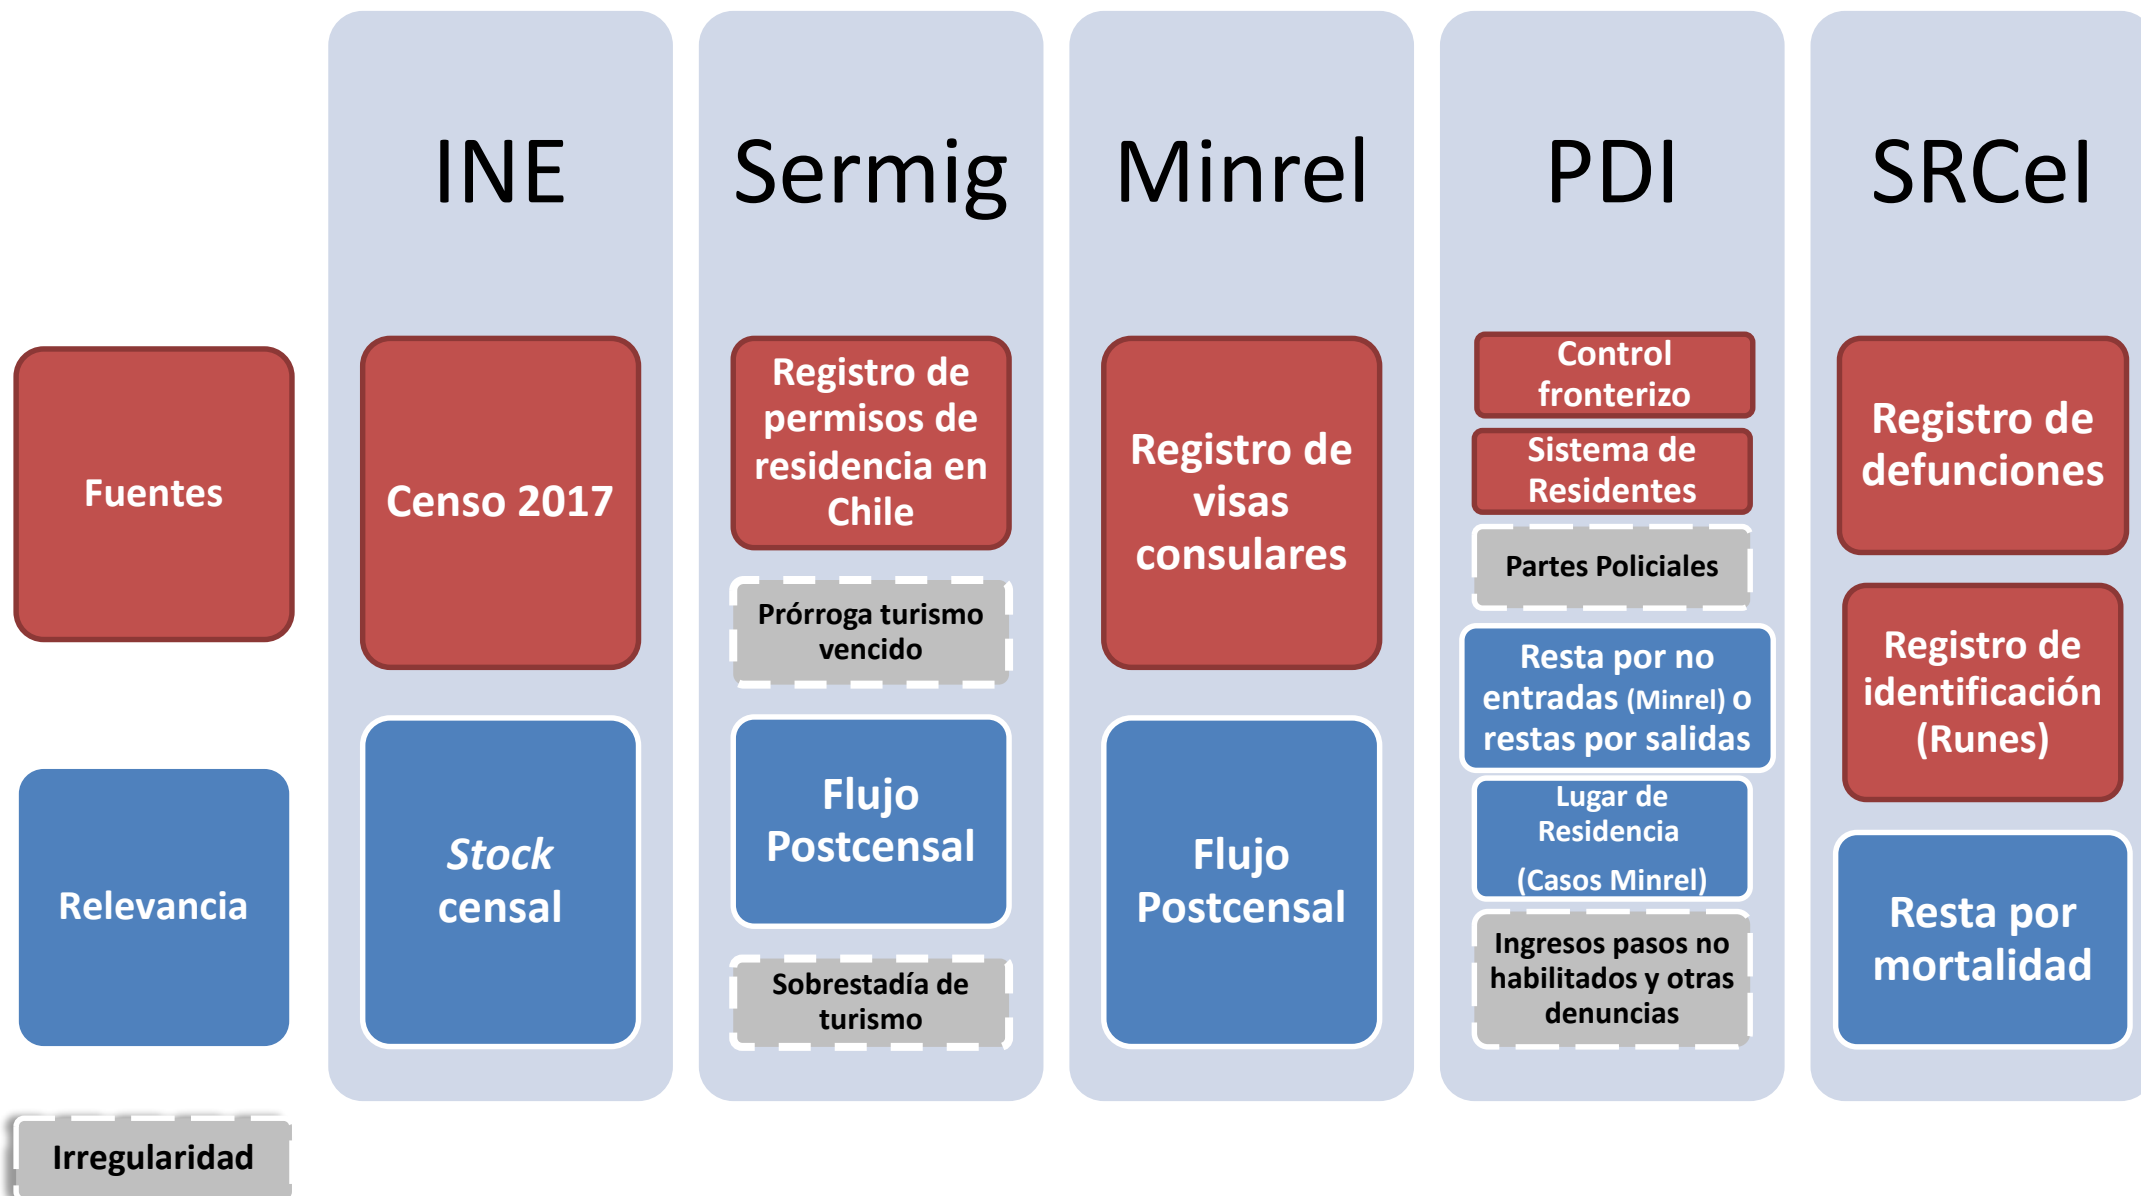 INE
Sermig
Minrel
PDI
SRCeI
Fuentes
Relevancia
Irregularidad
Censo 2017
Stock
censal
Registro de
permisos de
residencia en
Chile
Prórroga turismo
vencido
Flujo
Postcensal
Sobrestadía de
turismo
Registro de
visas
consulares
Flujo
Postcensal
Control
fronterizo
Sistema de
Residentes
Partes Policiales
Resta por no
entradas (Minrel) o
restas por salidas
Lugar de
Residencia
(Casos Minrel)
Ingresos pasos no
habilitados y otras
denuncias
Registro de
defunciones
Registro de
identificación
(Runes)
Resta por
mortalidad